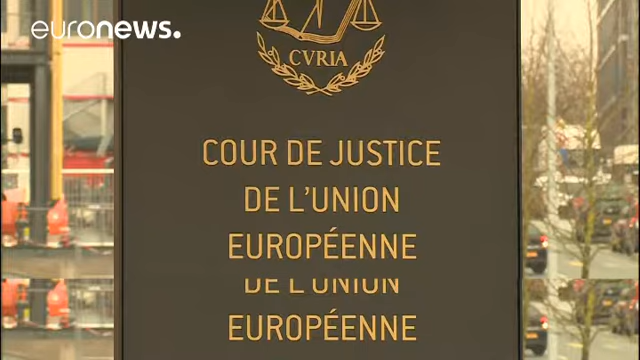 euronews.
CVRIA
COUR DE JUSTICE
DE L'UNION
EUROPÉENNE
DE L'UNION
EUROPÉENNE